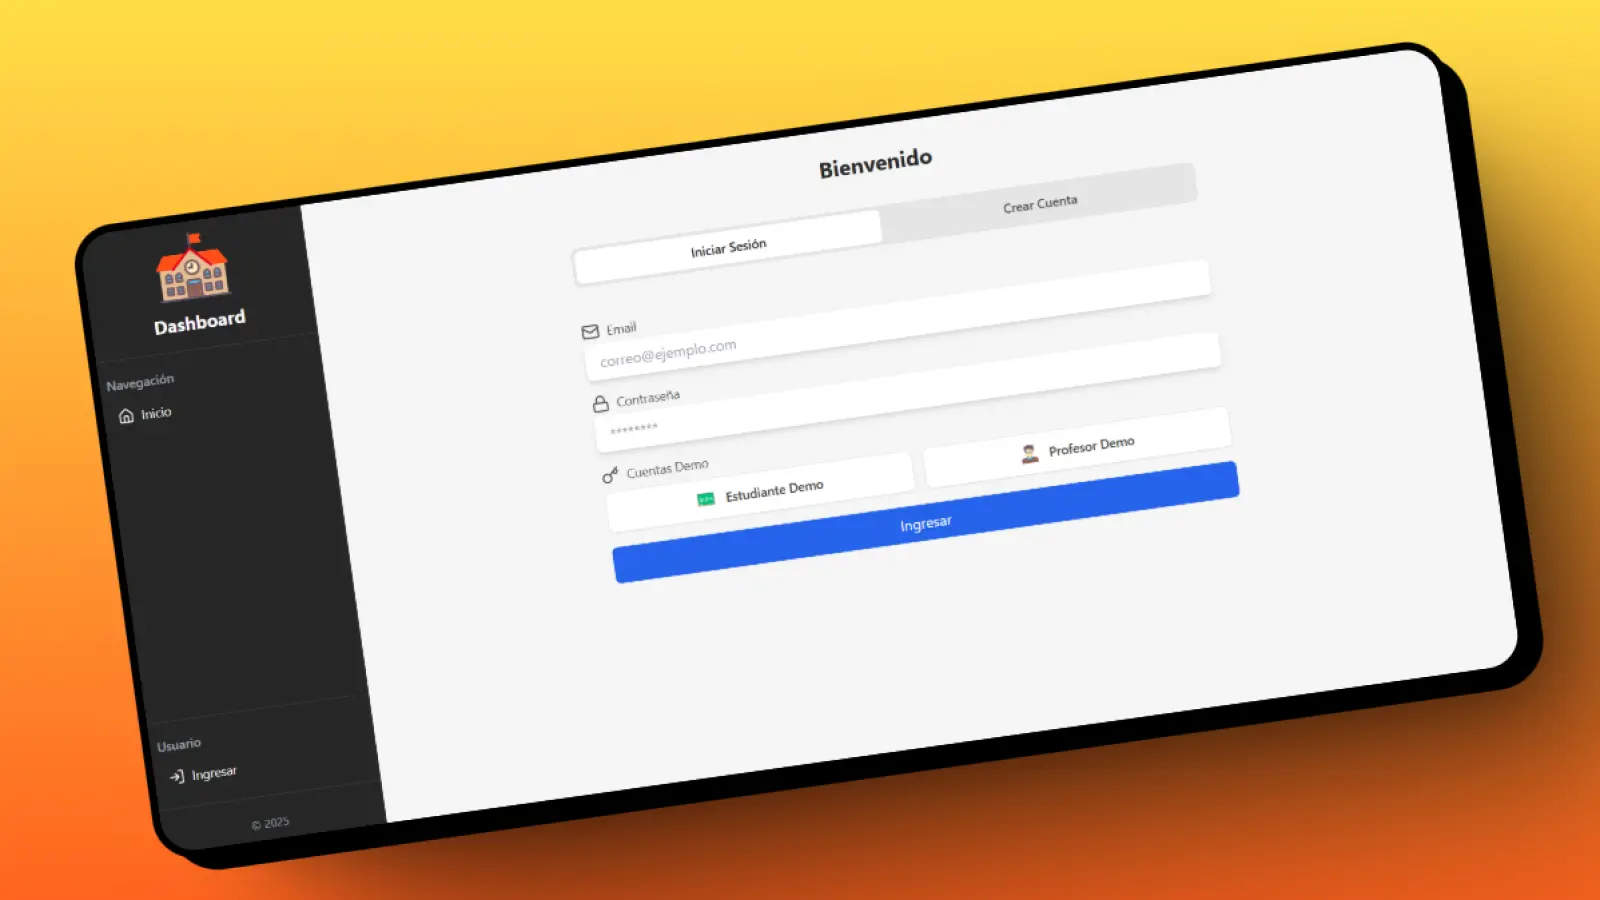 Dashboard
Navegación
Inicio
Usuario
Ingresar
© 2025
Bienvenido
Iniciar Sesión
Crear Cuenta
Email
correo@ejemplo.com
Contraseña
********
Cuentas Demo
Estudiante Demo
Profesor Demo
Ingresar